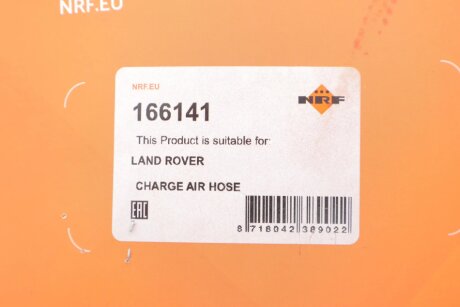 NRF.EU
NRF.EU
NRF
166141
This Product is suitable for:
LAND ROVER
CHARGE AIR HOSE
EAC
8 718042 389022